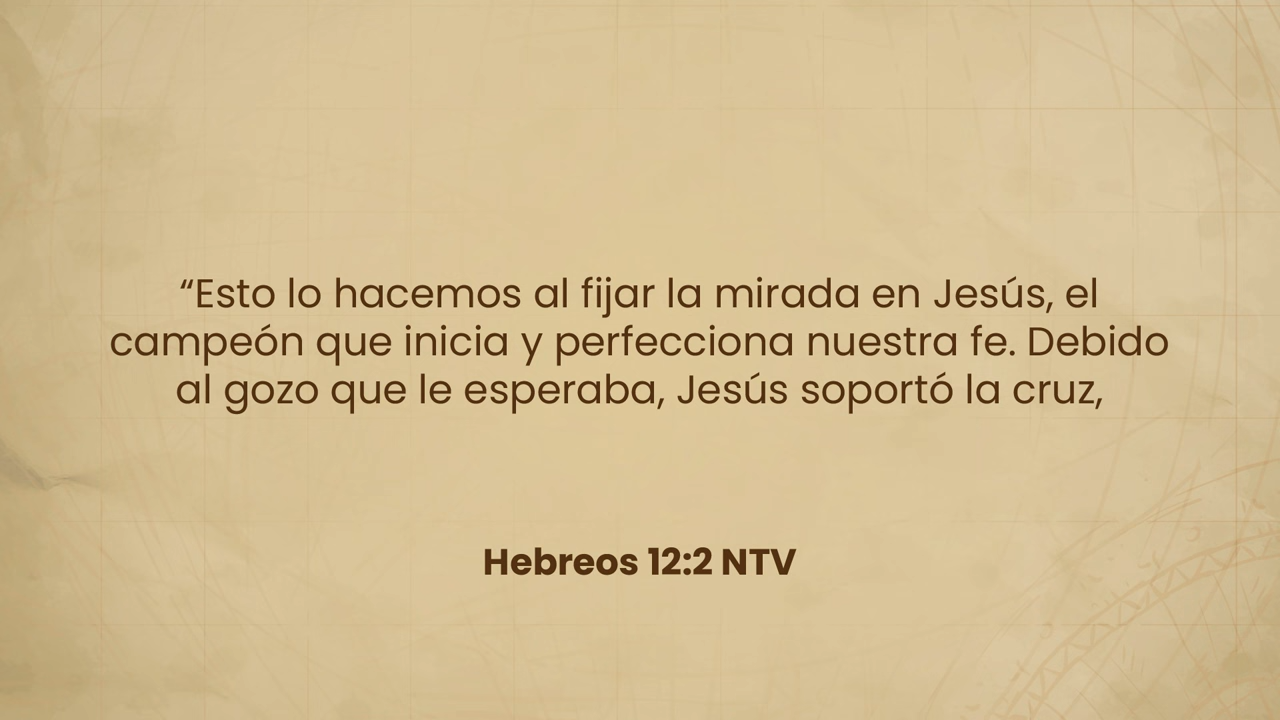 “Esto lo hacemos al fijar la mirada en Jesús, el
campeón que inicia y perfecciona nuestra fe. Debido
al gozo que le esperaba, Jesús soportó la cruz,
Hebreos 12:2 NTV